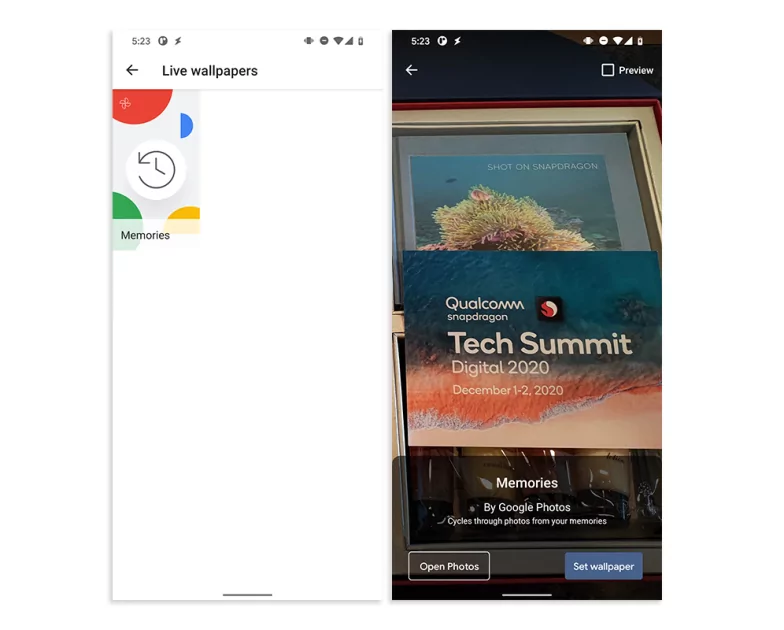 5:23
Live wallpapers
Memories
5:23
Preview
SHOT ON SNAPDRAGON
Qualcomm
snapdragon
Tech Summit
Digital 2020
December 1-2, 2020
Memories
By Google Photos
Cycles through photos from your memories
Open Photos
Set wallpaper